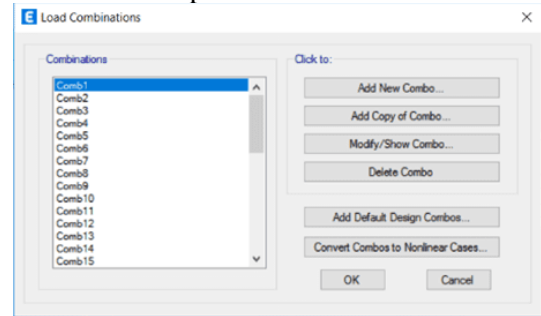 E Load Combinations
Combinations
Comb1
Comb2
Comb3
Comb4
Comb5
Comb6
Comb7
Comb8
Comb9
Comb10
Comb11
Comb12
Comb13
Comb14
Comb15
Click to:
Add New Combo...
Add Copy of Combo...
Modify/Show Combo...
Delete Combo
Add Default Design Combos...
Convert Combos to Nonlinear Cases...
OK
Cancel